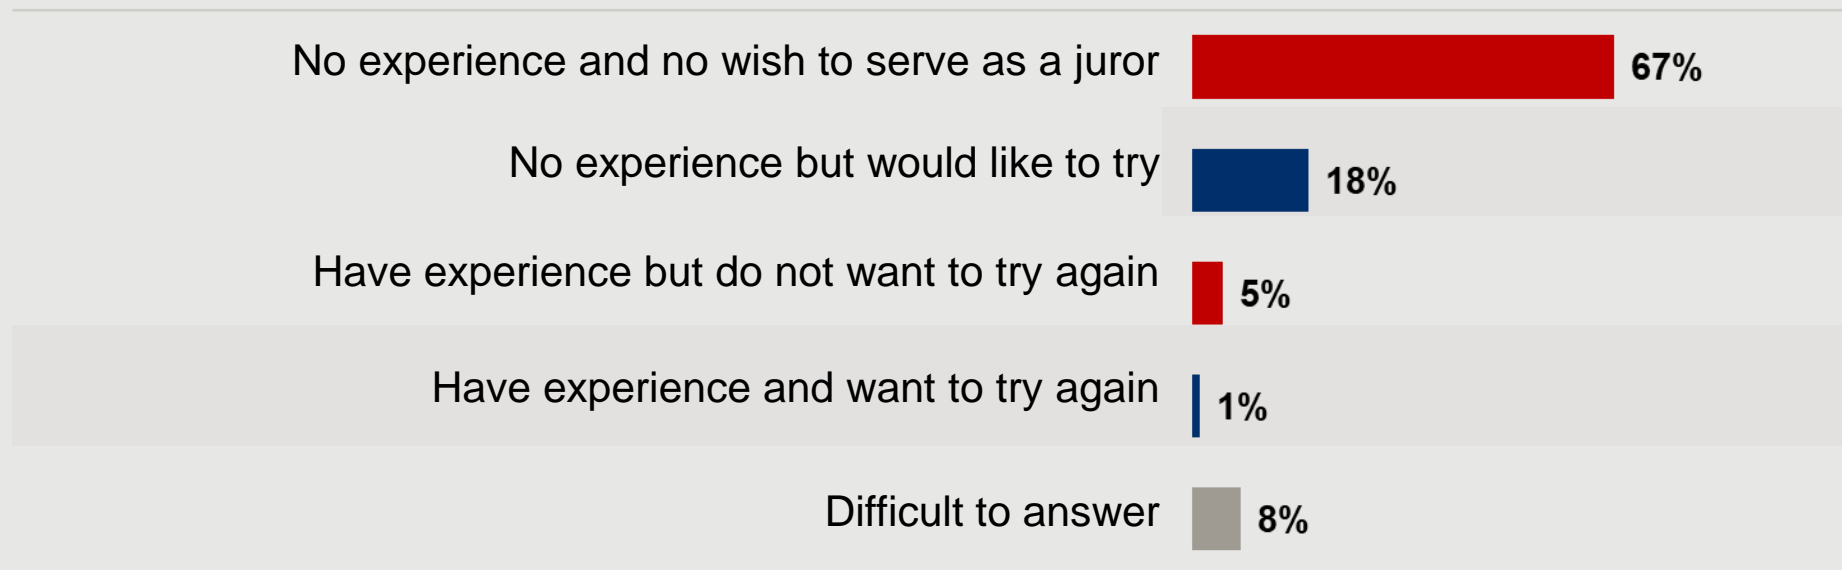 No experience and no wish to serve as a juror 67%
No experience but would like to try 18%
Have experience but do not want to try again 5%
Have experience and want to try again 1%
Difficult to answer 8%